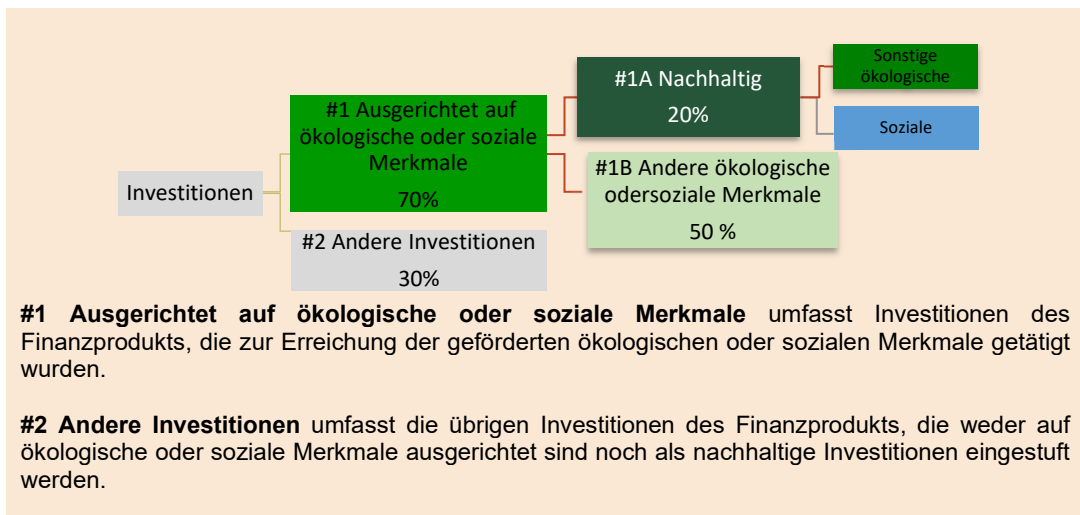 Sonstige
ökologische
#1A Nachhaltig
20%
#1 Ausgerichtet auf
ökologische oder soziale
Merkmale
70%
Soziale
#1B Andere ökologische
odersoziale Merkmale
50 %
Investitionen
#2 Andere Investitionen
30%
#1 Ausgerichtet auf ökologische oder soziale Merkmale umfasst Investitionen des
Finanzprodukts, die zur Erreichung der geförderten ökologischen oder sozialen Merkmale getätigt
wurden.
#2 Andere Investitionen umfasst die übrigen Investitionen des Finanzprodukts, die weder auf
ökologische oder soziale Merkmale ausgerichtet sind noch als nachhaltige Investitionen eingestuft
werden.